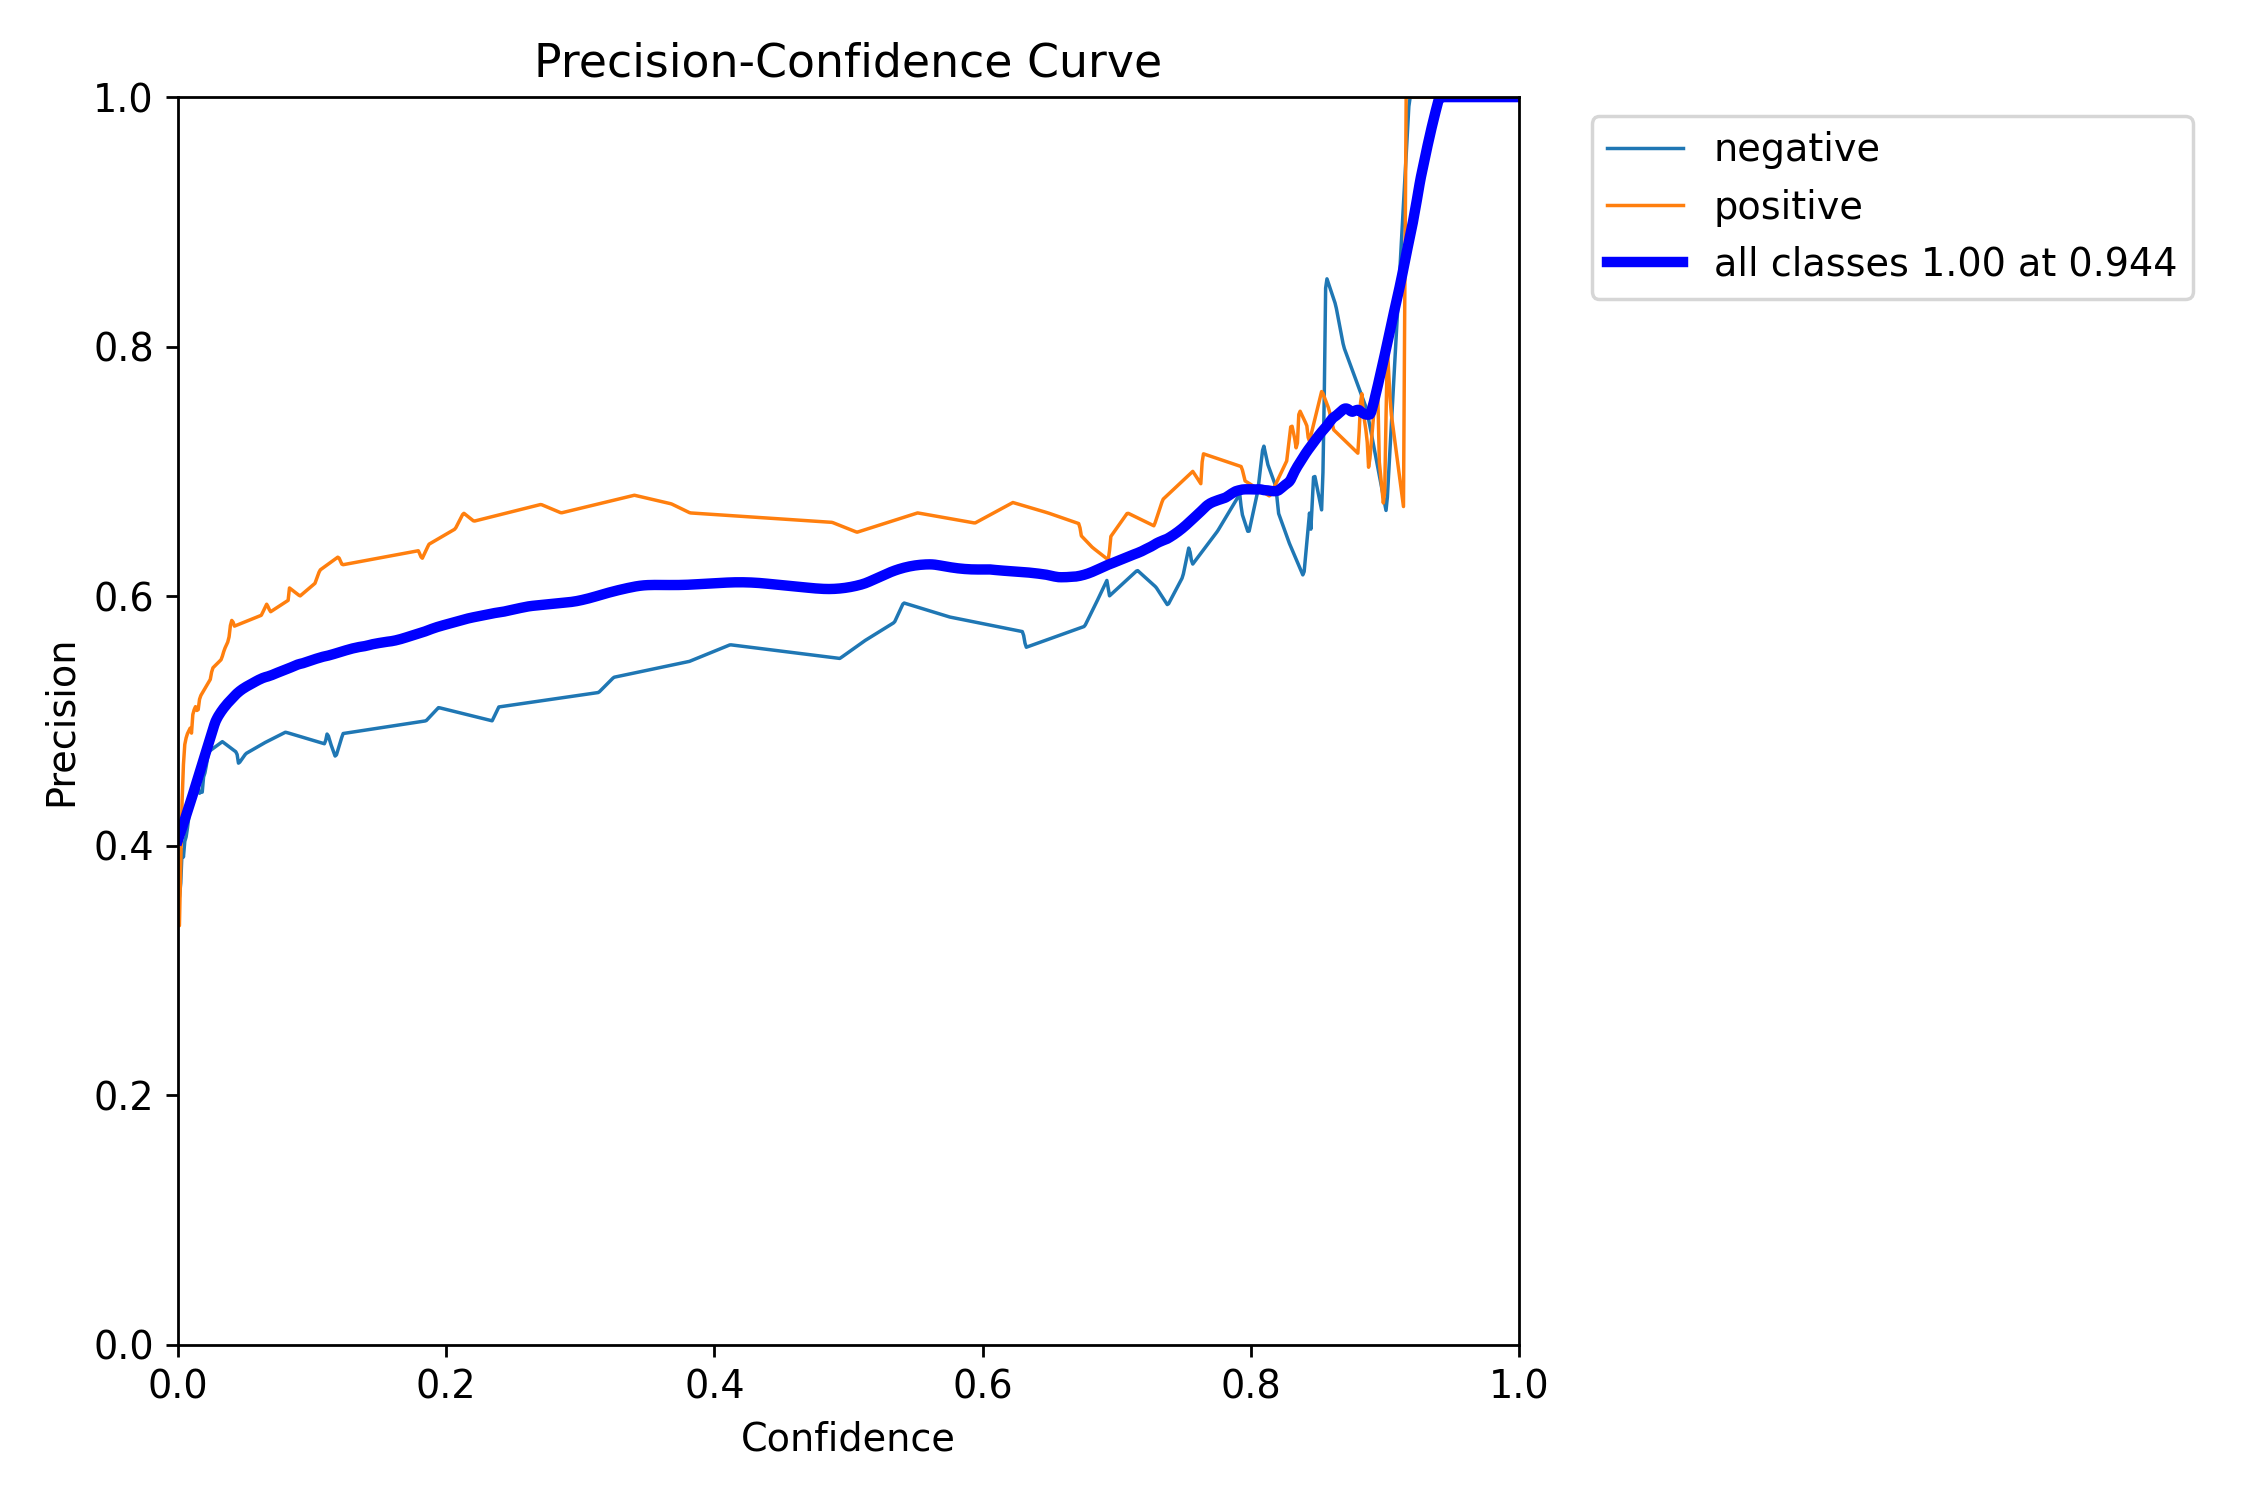 Precision-Confidence Curve
1.0
0.8
0.6
0.4
0.2
0.0
Precision
0.0 0.2 0.4 0.6 0.8 1.0
Confidence
negative
positive
all classes 1.00 at 0.944